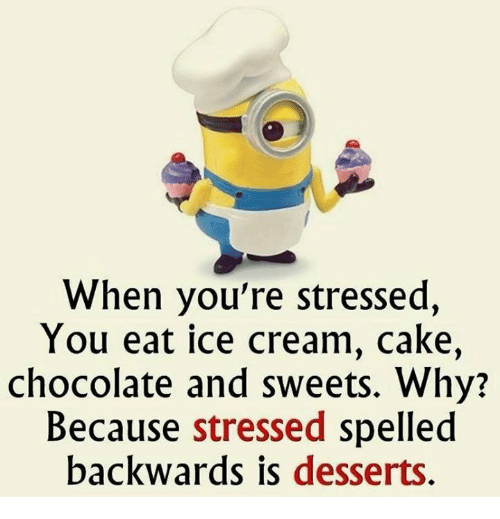 When you're stressed,
You eat ice cream, cake,
chocolate and sweets. Why?
Because stressed spelled
backwards is desserts.